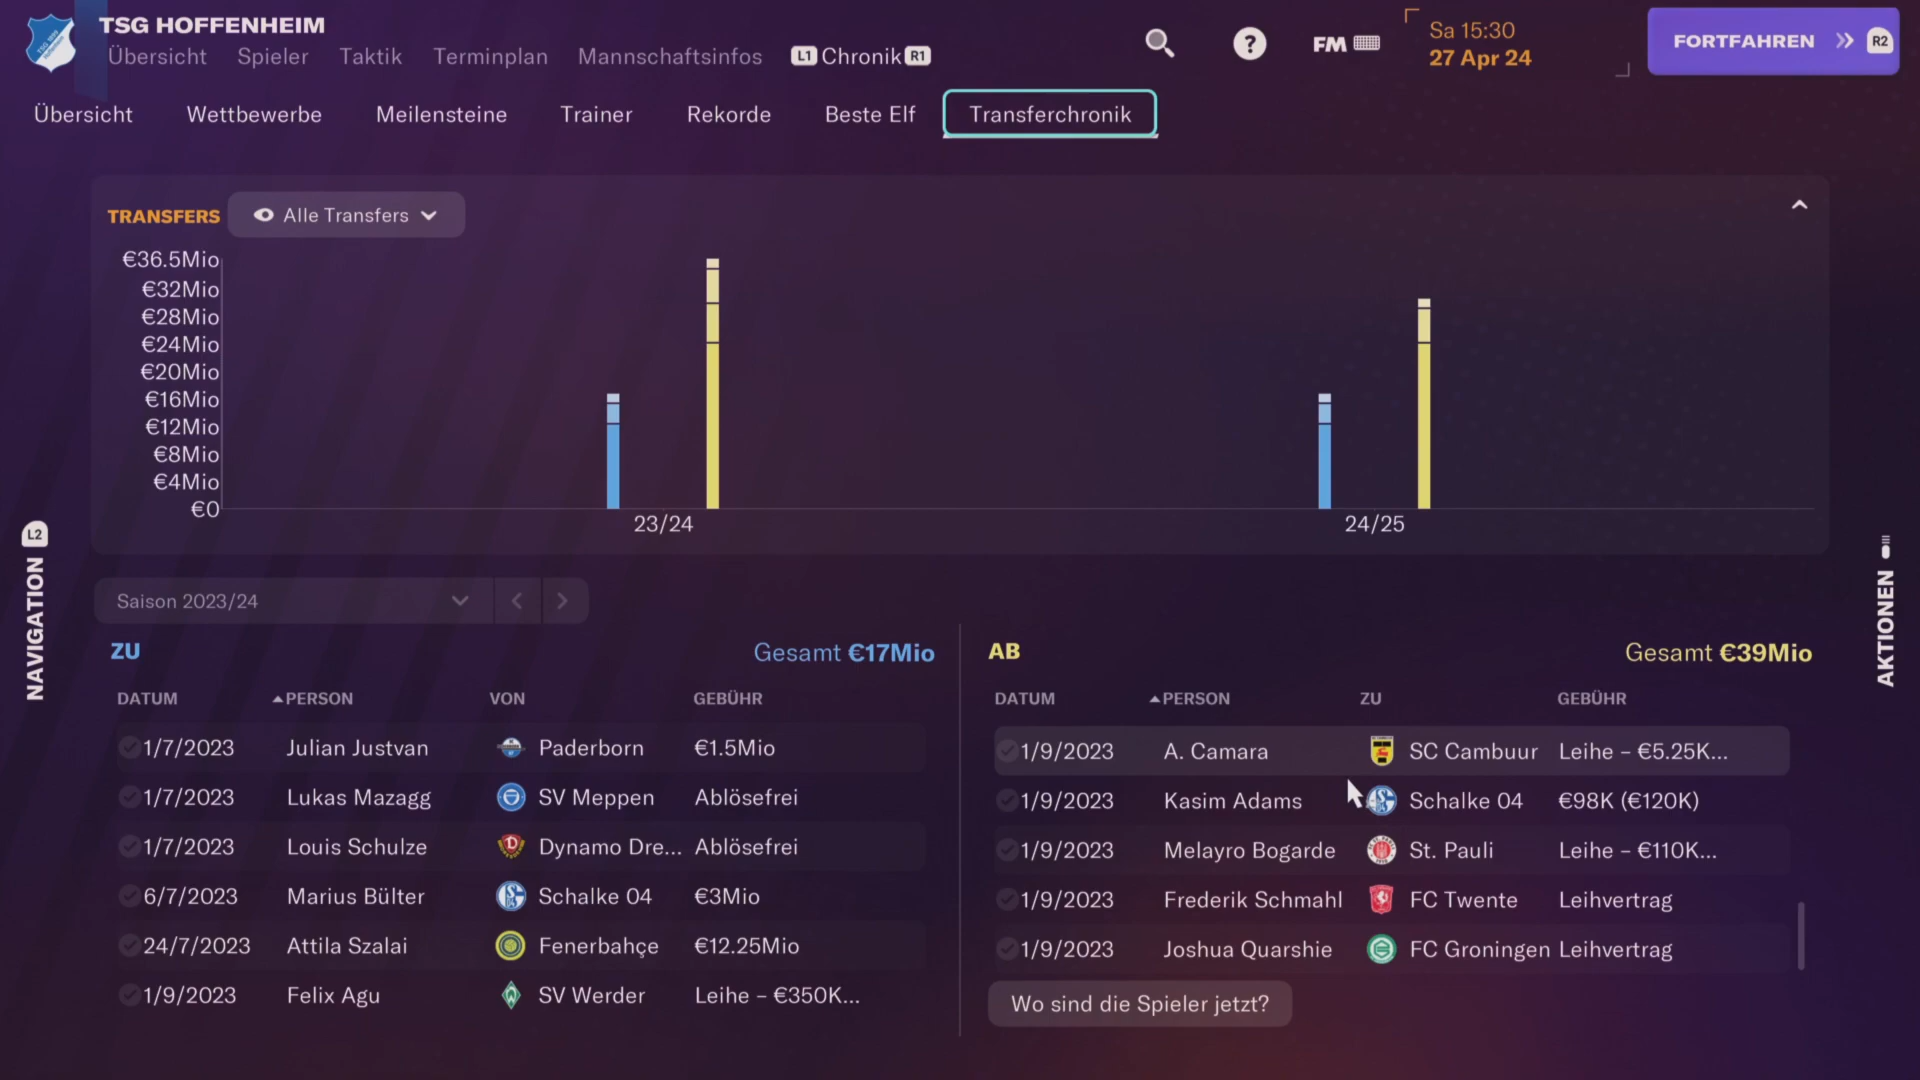 TSG HOFFENHEIM
Übersicht Spieler Taktik Terminplan Mannschaftsinfos L1 Chronik R1
FM
Sa 15:30
27 Apr 24
FORTFAHREN R2
Übersicht Wettbewerbe Meilensteine Trainer Rekorde Beste Elf Transferchronik
TRANSFERS Alle Transfers
€36.5Mio
€32Mio
€28Mio
€24Mio
€20Mio
€16Mio
€12Mio
€8Mio
€4Mio
€0
23/24 24/25
L2
NAVIGATION
AKTIONEN
Saison 2023/24
ZU Gesamt €17Mio
DATUM PERSON VON GEBÜHR
1/7/2023 Julian Justvan Paderborn €1.5Mio
1/7/2023 Lukas Mazagg SV Meppen Ablösefrei
1/7/2023 Louis Schulze Dynamo Dre... Ablösefrei
6/7/2023 Marius Bülter Schalke 04 €3Mio
24/7/2023 Attila Szalai Fenerbahçe €12.25Mio
1/9/2023 Felix Agu SV Werder Leihe – €350K...
AB Gesamt €39Mio
DATUM PERSON ZU GEBÜHR
1/9/2023 A. Camara SC Cambuur Leihe – €5.25K...
1/9/2023 Kasim Adams Schalke 04 €98K (€120K)
1/9/2023 Melayro Bogarde St. Pauli Leihe – €110K...
1/9/2023 Frederik Schmahl FC Twente Leihvertrag
1/9/2023 Joshua Quarshie FC Groningen Leihvertrag
Wo sind die Spieler jetzt?